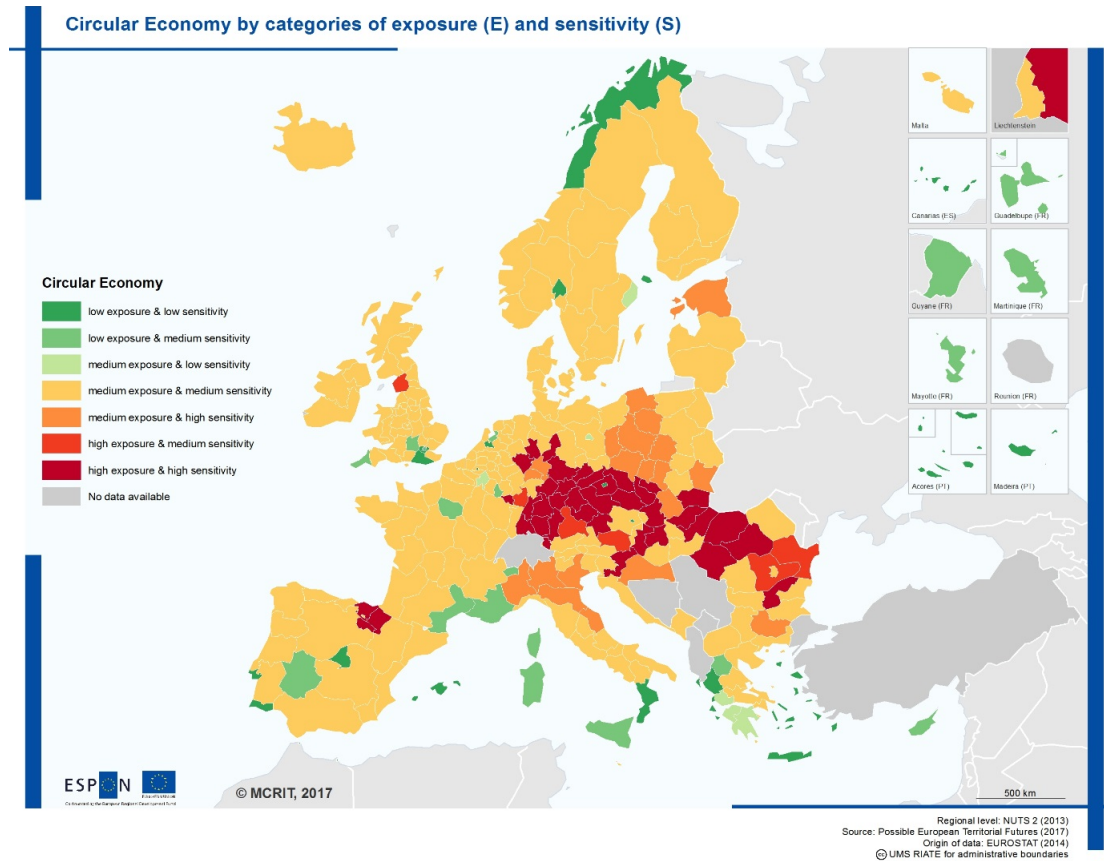 Circular Economy by categories of exposure (E) and sensitivity (S)
Malta
Liechtenstein
Canarias (ES)
Guadeloupe (FR)
Circular Economy
low exposure & low sensitivity
low exposure & medium sensitivity
medium exposure & low sensitivity
medium exposure & medium sensitivity
medium exposure & high sensitivity
high exposure & medium sensitivity
high exposure & high sensitivity
No data available
Guyane (FR)
Martinique (FR)
Mayotte (FR)
Reunion (FR)
Acores (PT)
Madeira (PT)
ESPON
© MCRIT, 2017
500 km
Regional level: NUTS 2 (2013)
Source: Possible European Territorial Futures (2017)
Origin of data: EUROSTAT (2014)
(cc) UMS RIATE for administrative boundaries